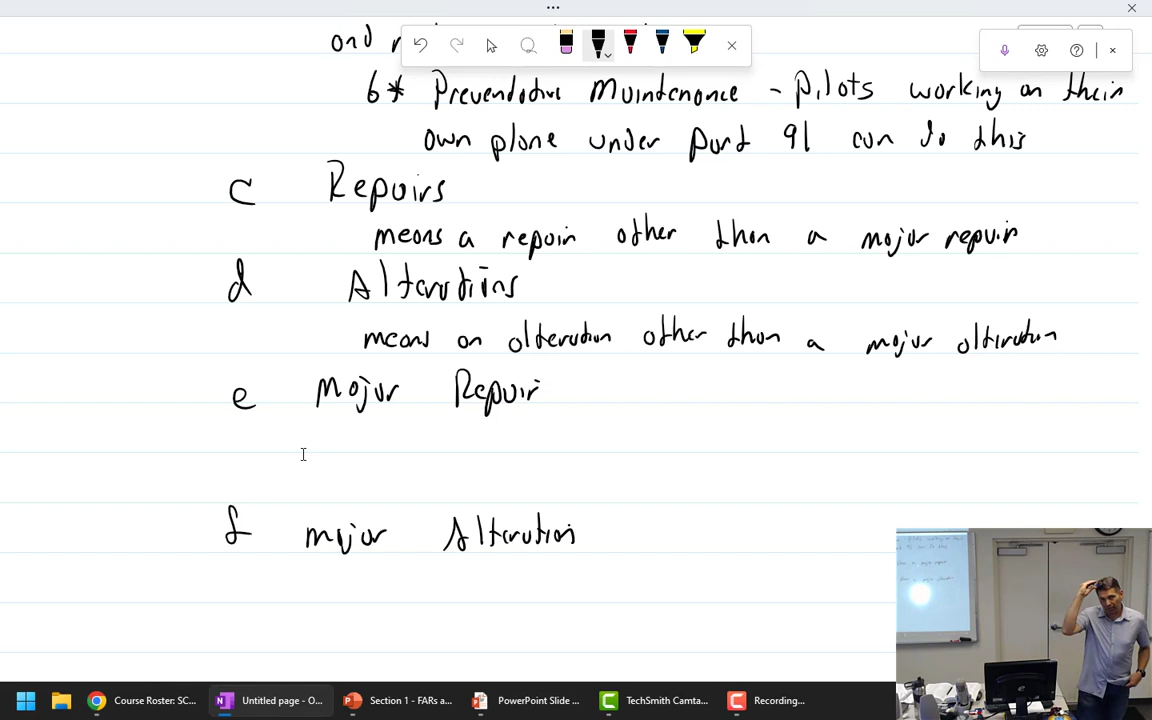 and
6* Preventative Maintenance - Pilots working on their
own plane under Part 91 can do this
c Repairs
means a repair other than a major repair
d Alterations
means an alteration other than a major alteration
e Major Repair
f major Alteration
Course Roster: SC...
Untitled page - O...
Section 1 - FARs a...
PowerPoint Slide ...
TechSmith Camta...
Recording...